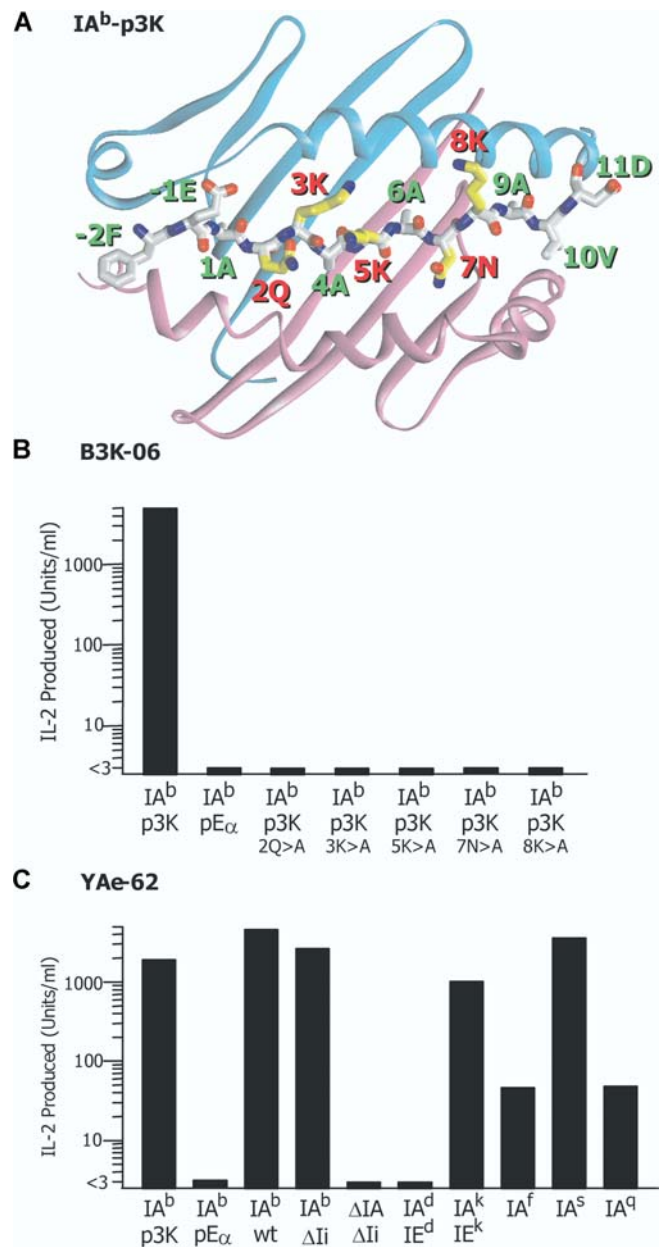 A IAb-p3K
8K
11D
-1E
3K
6A
9A
-2F
1A
2Q
4A
5K
7N
10V
B B3K-06
IL-2 Produced (Units/ml)
1000
100
10
<3
IAb IAb IAb IAb IAb IAb IAb
p3K pEα p3K p3K p3K p3K p3K
2Q>A 3K>A 5K>A 7N>A 8K>A
C YAe-62
IL-2 Produced (Units/ml)
1000
100
10
<3
IAb IAb IAb IAb ΔIA IAd IAk IAf IAs IAq
p3K pEα wt ΔIi ΔIi IEd IEk